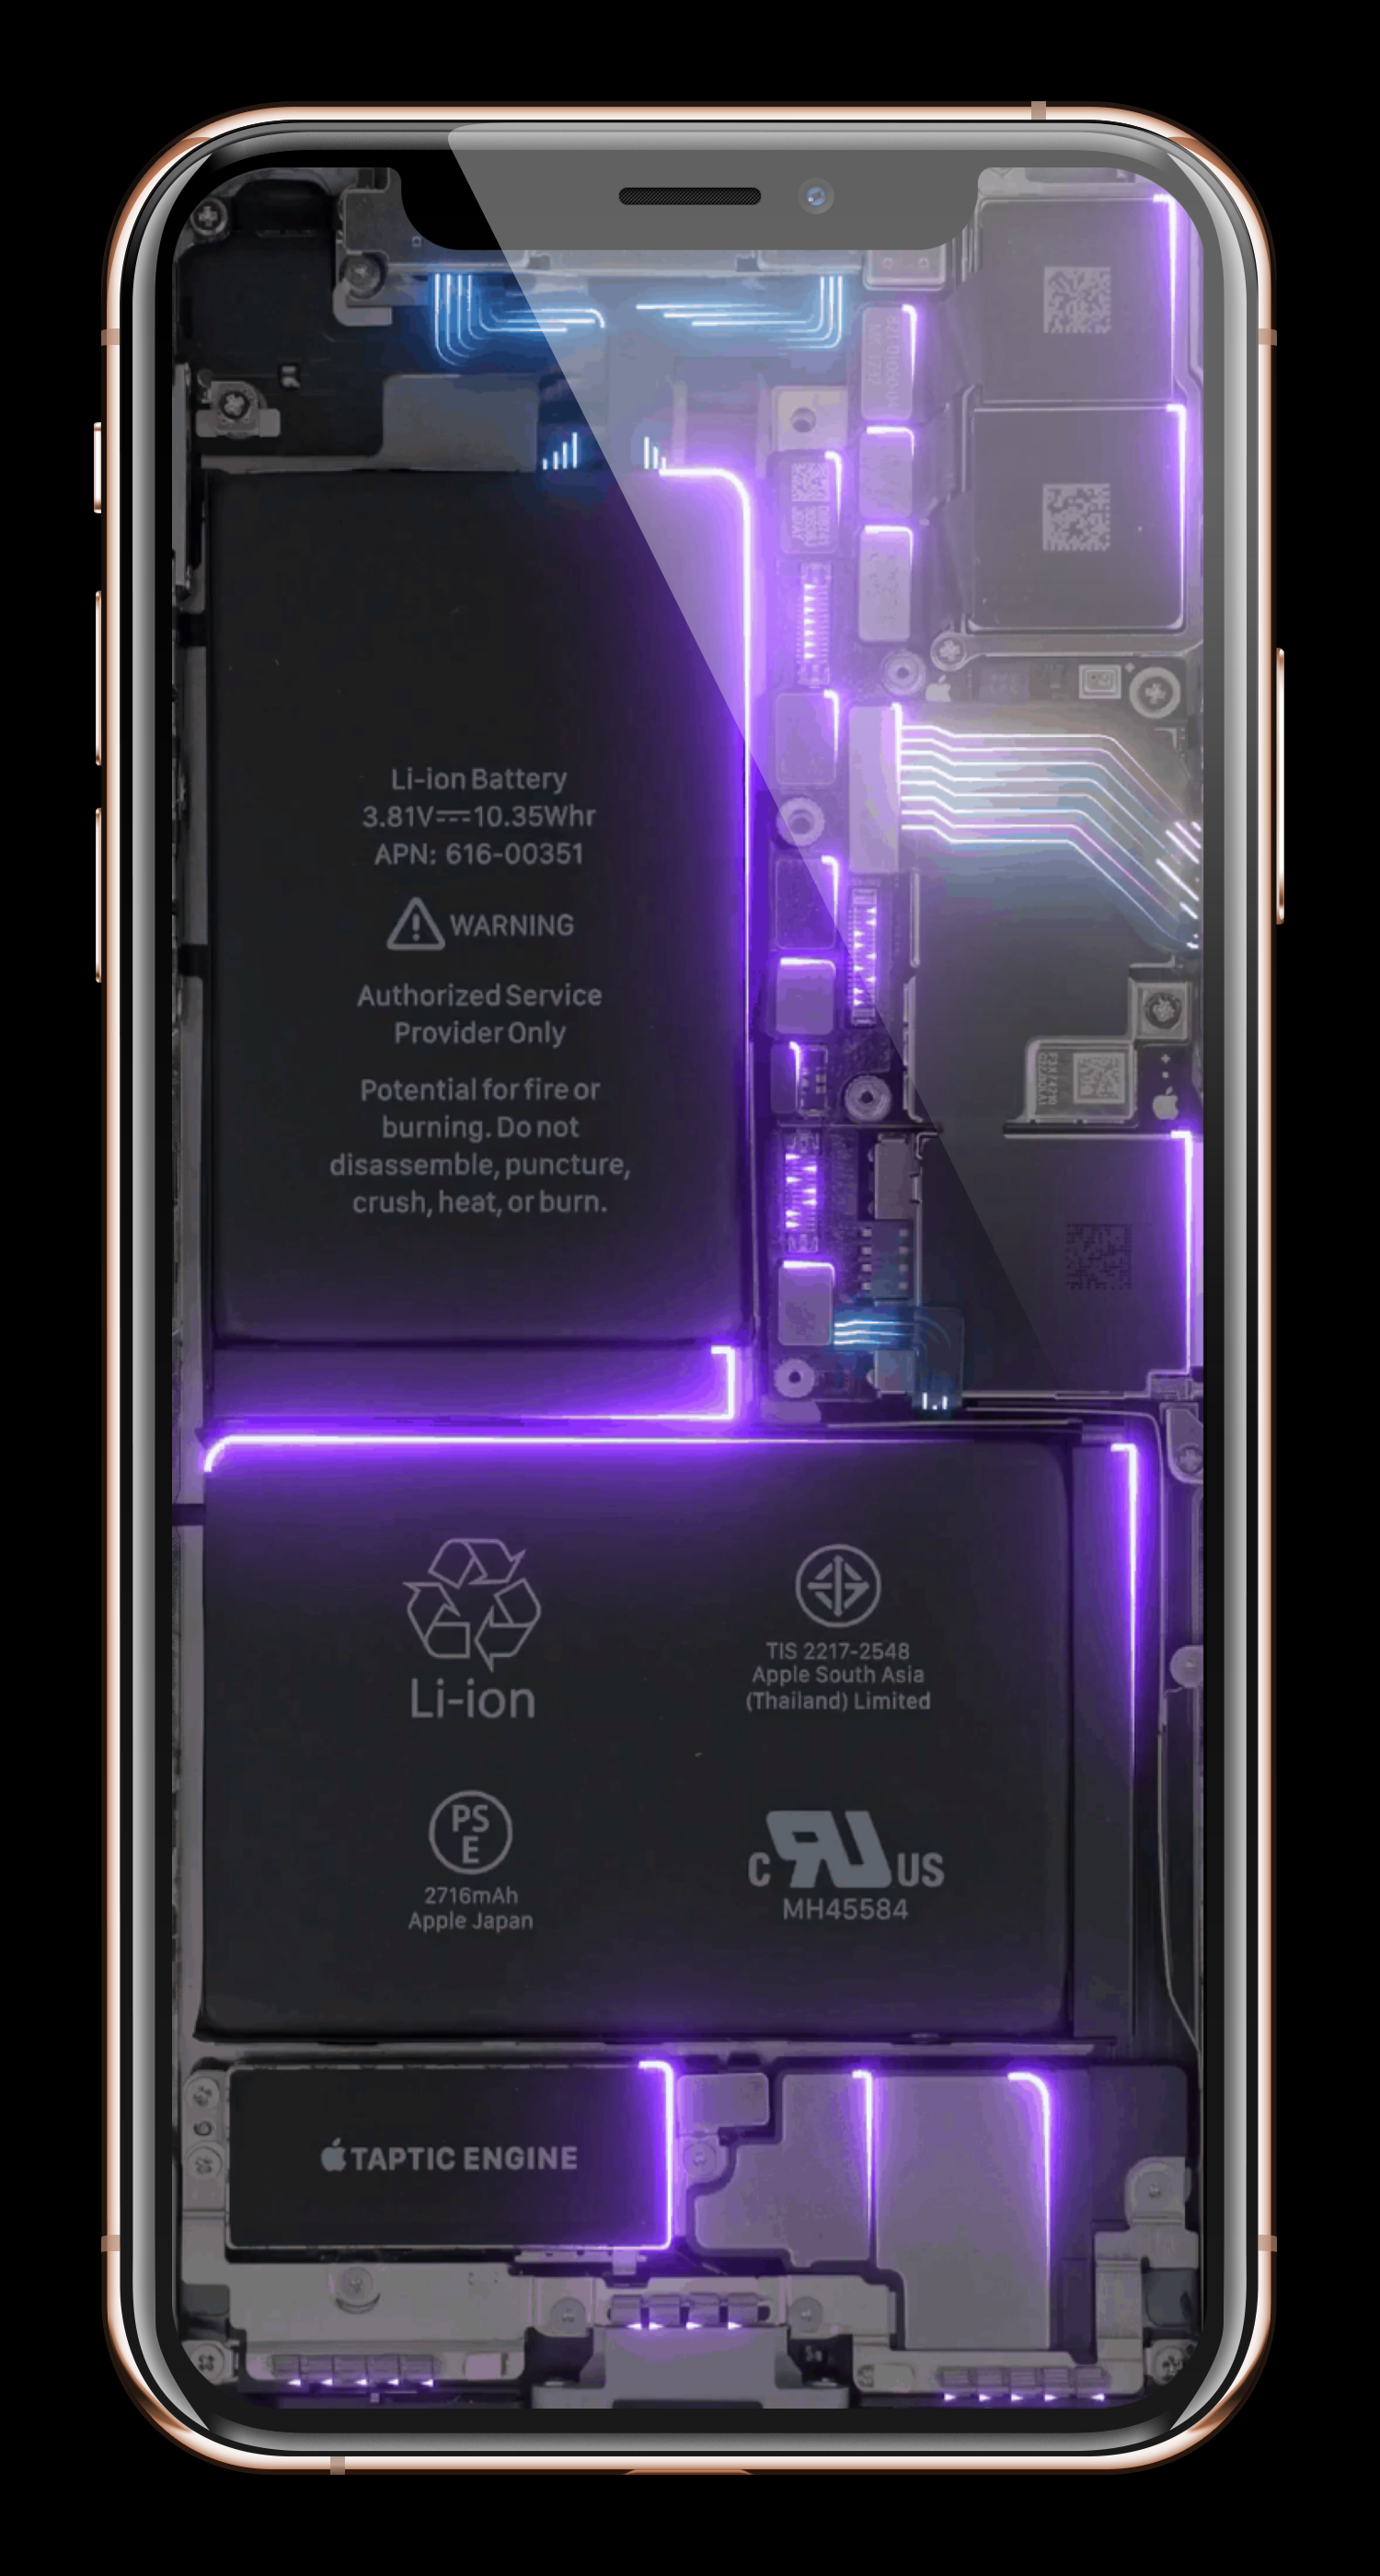 Li-ion Battery
3.81V⎓10.35Whr
APN: 616-00351
WARNING
Authorized Service
Provider Only
Potential for fire or
burning. Do not
disassemble, puncture,
crush, heat, or burn.
Li-ion
TIS 2217-2548
Apple South Asia
(Thailand) Limited
PS
E
2716mAh
Apple Japan
C RU US
MH45584
TAPTIC ENGINE